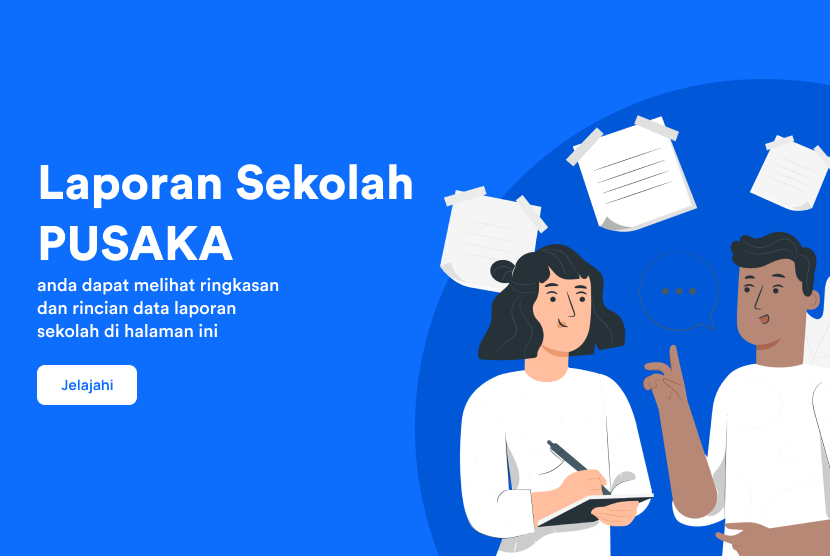 Laporan Sekolah
PUSAKA
anda dapat melihat ringkasan
dan rincian data laporan
sekolah di halaman ini
Jelajahi